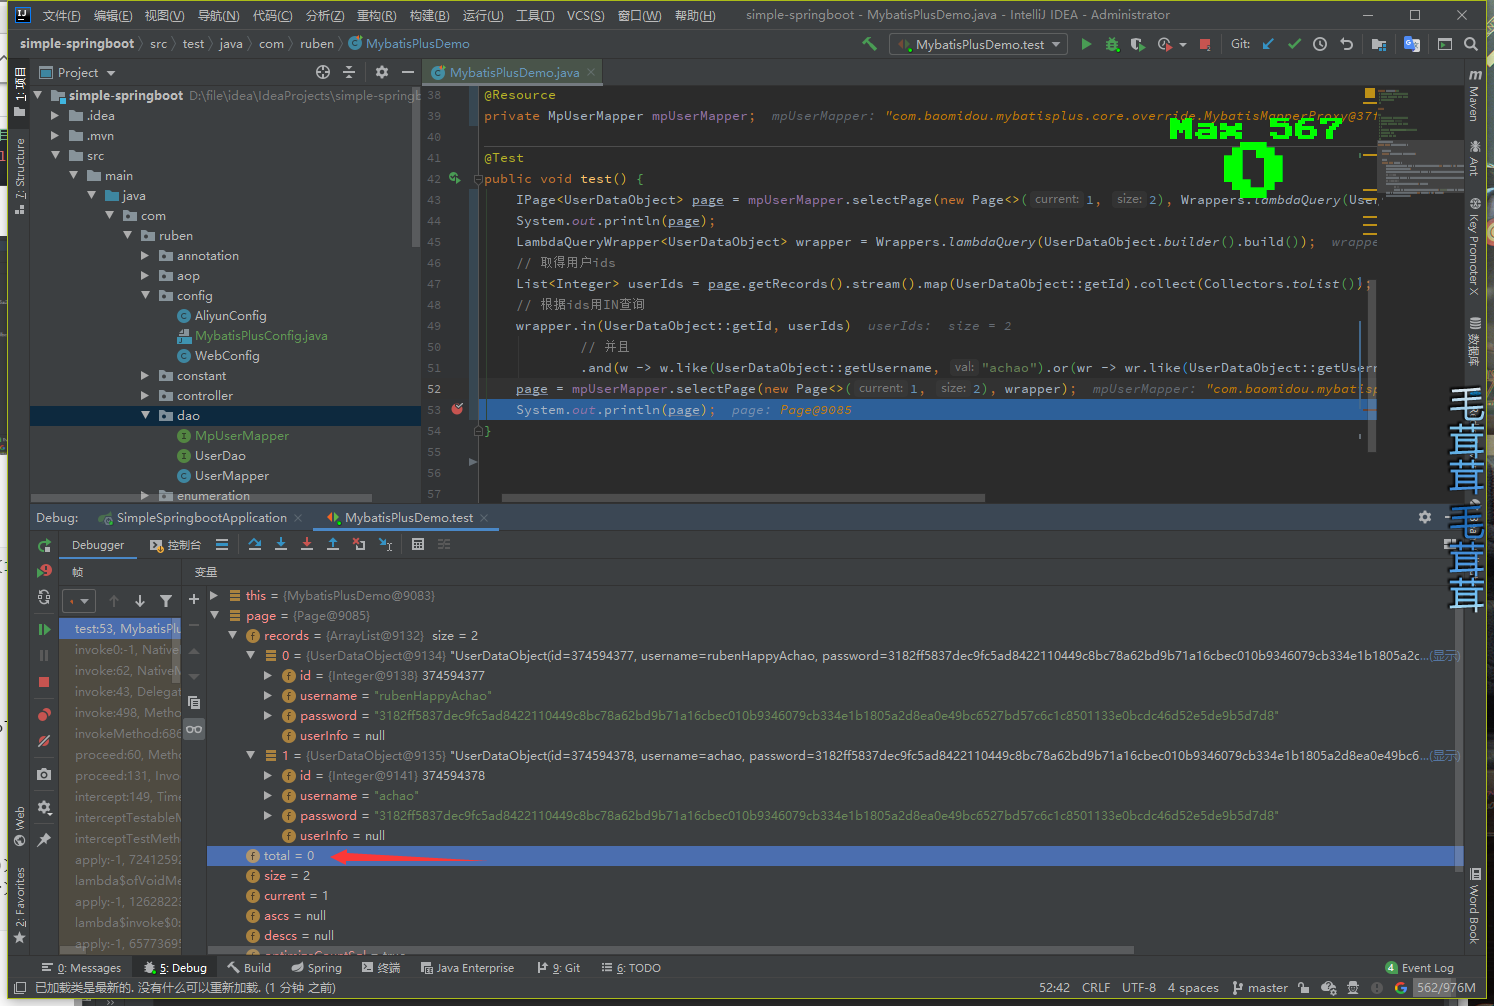 文件(F) 编辑(E) 视图(V) 导航(N) 代码(C) 分析(Z) 重构(R) 构建(B) 运行(U) 工具(T) VCS(S) 窗口(W) 帮助(H) simple-springboot - MybatisPlusDemo.java - IntelliJ IDEA - Administrator
simple-springboot src test java com ruben MybatisPlusDemo MybatisPlusDemo.test Git:
Project MybatisPlusDemo.java
1: 项目
7: Structure
Web
2: Favorites
simple-springboot D:\file\idea\IdeaProjects\simple-springb
.idea
.mvn
src
main
java
com
ruben
annotation
aop
config
AliyunConfig
MybatisPlusConfig.java
WebConfig
constant
controller
dao
MpUserMapper
UserDao
UserMapper
enumeration
38 @Resource
39 private MpUserMapper mpUserMapper; mpUserMapper: "com.baomidou.mybatisplus.core.override.MybatisMapperProxy@37f
40
41 @Test
42 public void test() {
43 IPage<UserDataObject> page = mpUserMapper.selectPage(new Page<>( current: 1, size: 2), Wrappers.lambdaQuery(Use
44 System.out.println(page);
45 LambdaQueryWrapper<UserDataObject> wrapper = Wrappers.lambdaQuery(UserDataObject.builder().build()); wrappe
46 // 取得用户ids
47 List<Integer> userIds = page.getRecords().stream().map(UserDataObject::getId).collect(Collectors.toList());
48 // 根据ids用IN查询
49 wrapper.in(UserDataObject::getId, userIds) userIds: size = 2
50 // 并且
51 .and(w -> w.like(UserDataObject::getUsername, val: "achao").or(wr -> wr.like(UserDataObject::getUser
52 page = mpUserMapper.selectPage(new Page<>( current: 1, size: 2), wrapper); mpUserMapper: "com.baomidou.mybatisp
53 System.out.println(page); page: Page@9085
54 }
55
56
57
Max 567
0
Maven
Ant
Key Promoter X
数据库
Word Book
毛茸茸 毛茸茸
Debug: SimpleSpringbootApplication MybatisPlusDemo.test
Debugger 控制台
帧 变量
test:53, MybatisPlu
invoke0:-1, Native
invoke:62, NativeM
invoke:43, Delegat
invoke:498, Metho
invokeMethod:686
proceed:60, Metho
proceed:131, Invo
intercept:149, Time
interceptTestableM
interceptTestMeth
apply:-1, 72412592
lambda$ofVoidMe
apply:-1, 12628223
lambda$invoke$0:
apply:-1, 65773695
this = {MybatisPlusDemo@9083}
page = {Page@9085}
records = {ArrayList@9132} size = 2
0 = {UserDataObject@9134} "UserDataObject(id=374594377, username=rubenHappyAchao, password=3182ff5837dec9fc5ad8422110449c8bc78a62bd9b71a16cbec010b9346079cb334e1b1805a2c...(显示)
id = {Integer@9138} 374594377
username = "rubenHappyAchao"
password = "3182ff5837dec9fc5ad8422110449c8bc78a62bd9b71a16cbec010b9346079cb334e1b1805a2d8ea0e49bc6527bd57c6c1c8501133e0bcdc46d52e5de9b5d7d8"
userInfo = null
1 = {UserDataObject@9135} "UserDataObject(id=374594378, username=achao, password=3182ff5837dec9fc5ad8422110449c8bc78a62bd9b71a16cbec010b9346079cb334e1b1805a2d8ea0e49bc6...(显示)
id = {Integer@9141} 374594378
username = "achao"
password = "3182ff5837dec9fc5ad8422110449c8bc78a62bd9b71a16cbec010b9346079cb334e1b1805a2d8ea0e49bc6527bd57c6c1c8501133e0bcdc46d52e5de9b5d7d8"
userInfo = null
total = 0
size = 2
current = 1
ascs = null
descs = null
0: Messages 5: Debug Build Spring 终端 Java Enterprise 9: Git 6: TODO 4 Event Log
已加载类是最新的. 没有什么可以重新加载. (1 分钟 之前) 52:42 CRLF UTF-8 4 spaces master 562/976M